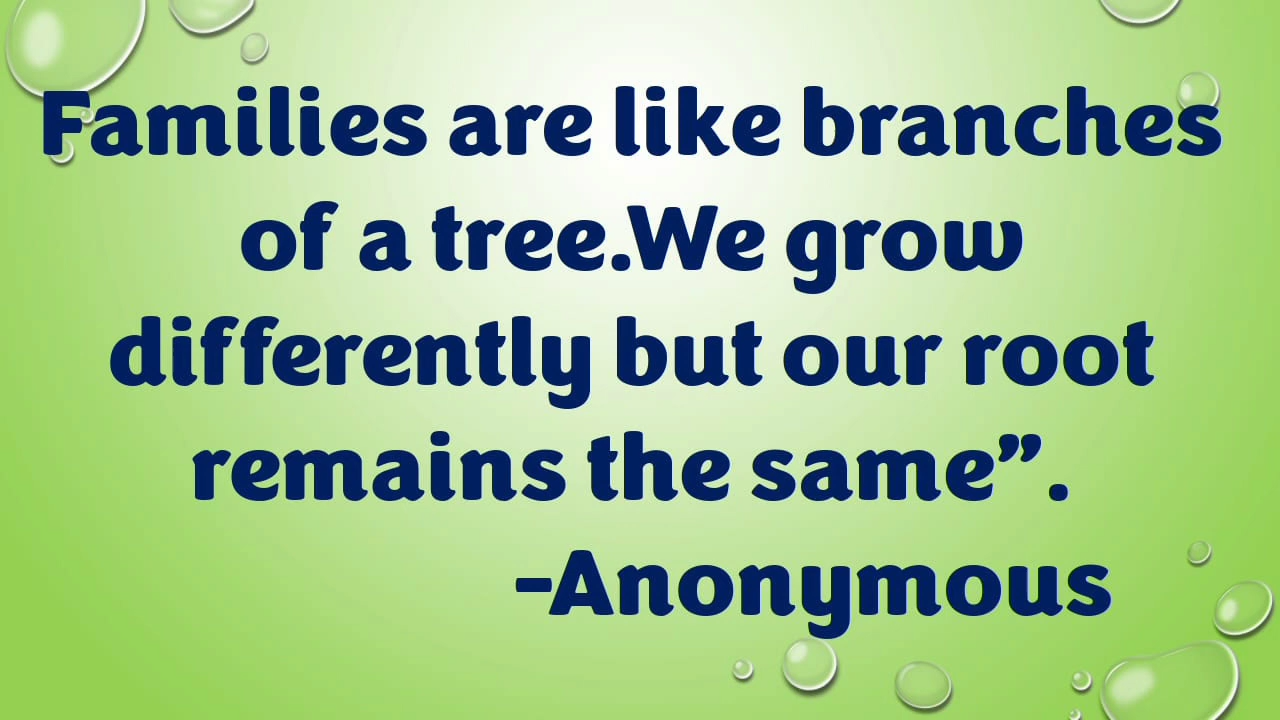 Families are like branches
of a tree.We grow
differently but our root
remains the same”.
-Anonymous